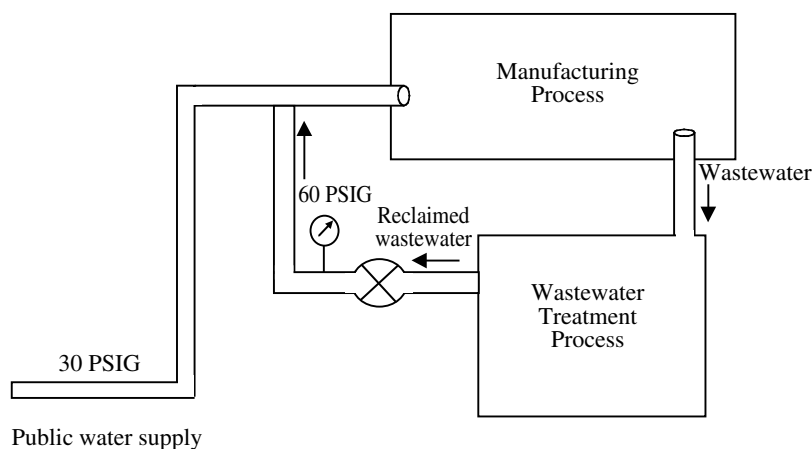 Manufacturing
Process
Wastewater
60 PSIG
Reclaimed
wastewater
Wastewater
Treatment
Process
30 PSIG
Public water supply